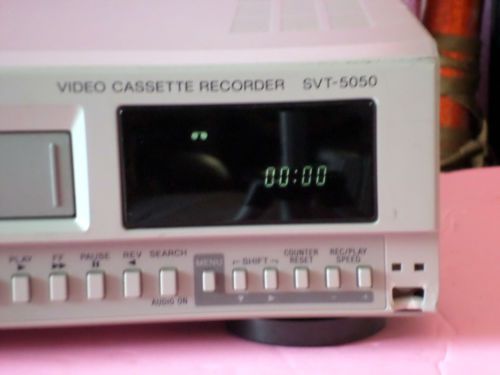 VIDEO CASSETTE RECORDER SVT-5050
00:00
PLAY FF PAUSE REV SEARCH MENU SHIFT COUNTER RESET REC/PLAY SPEED
AUDIO ON - +